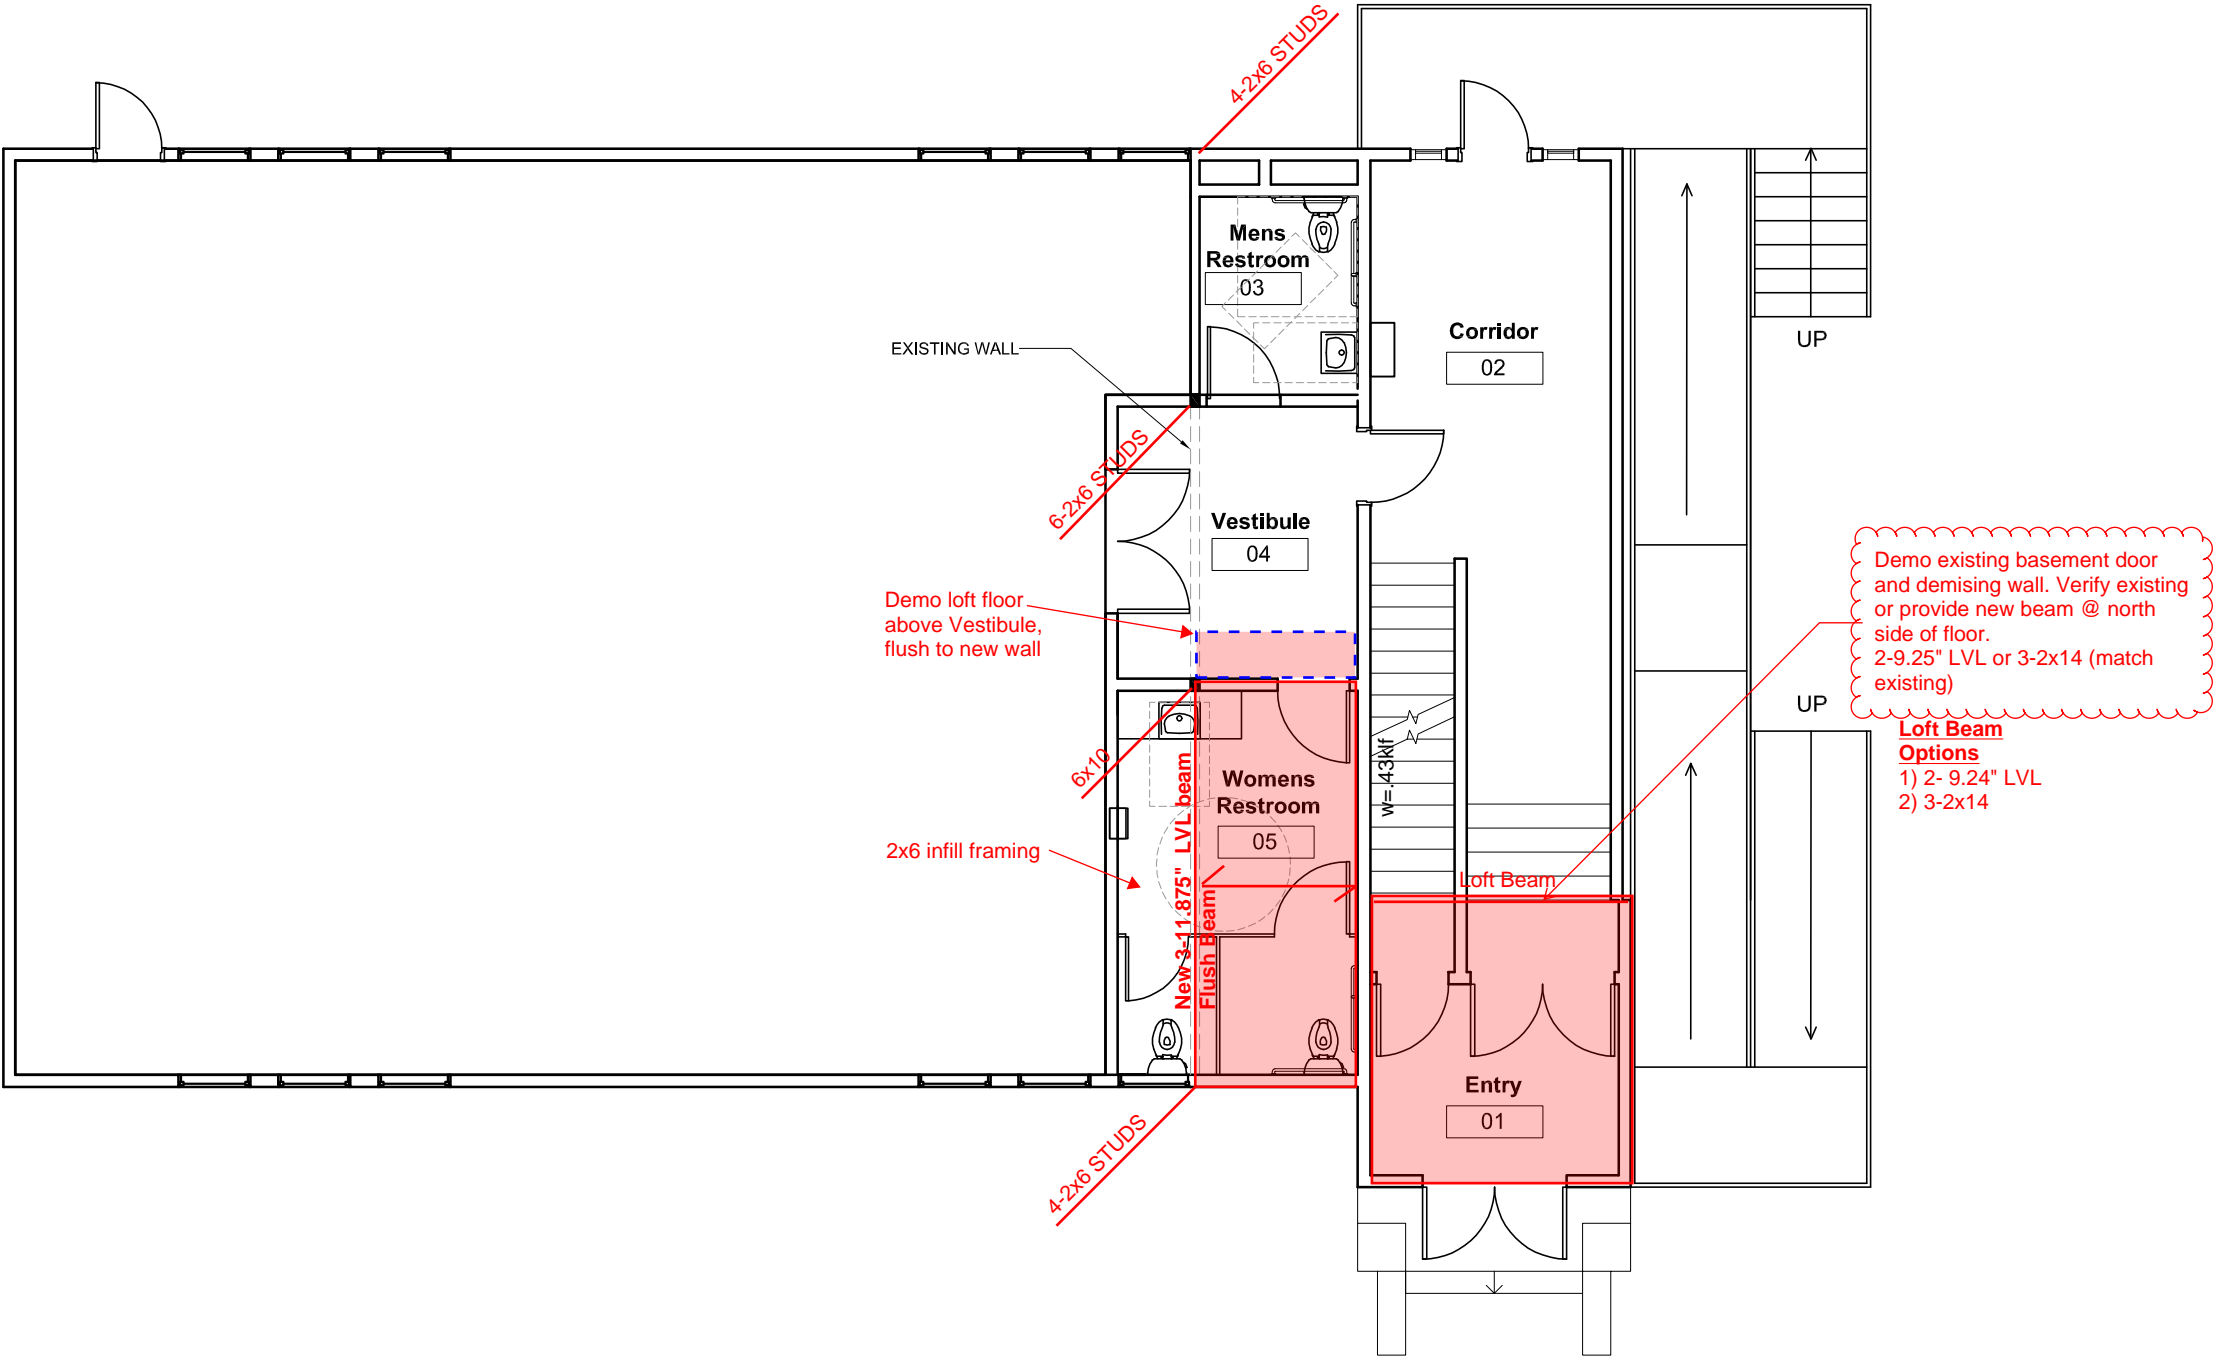 4-2x6 STUDS
Mens
Restroom
03
EXISTING WALL
Corridor
02
UP
6-2x6 STUDS
Vestibule
04
Demo loft floor
above Vestibule,
flush to new wall
Demo existing basement door
and demising wall. Verify existing
or provide new beam @ north
side of floor.
2-9.25" LVL or 3-2x14 (match
existing)
UP
Loft Beam
Options
1) 2- 9.24" LVL
2) 3-2x14
6x10
w=.43klf
Womens
Restroom
05
2x6 infill framing
New 3-11.875" LVL beam
Flush Beam
Loft Beam
Entry
01
4-2x6 STUDS